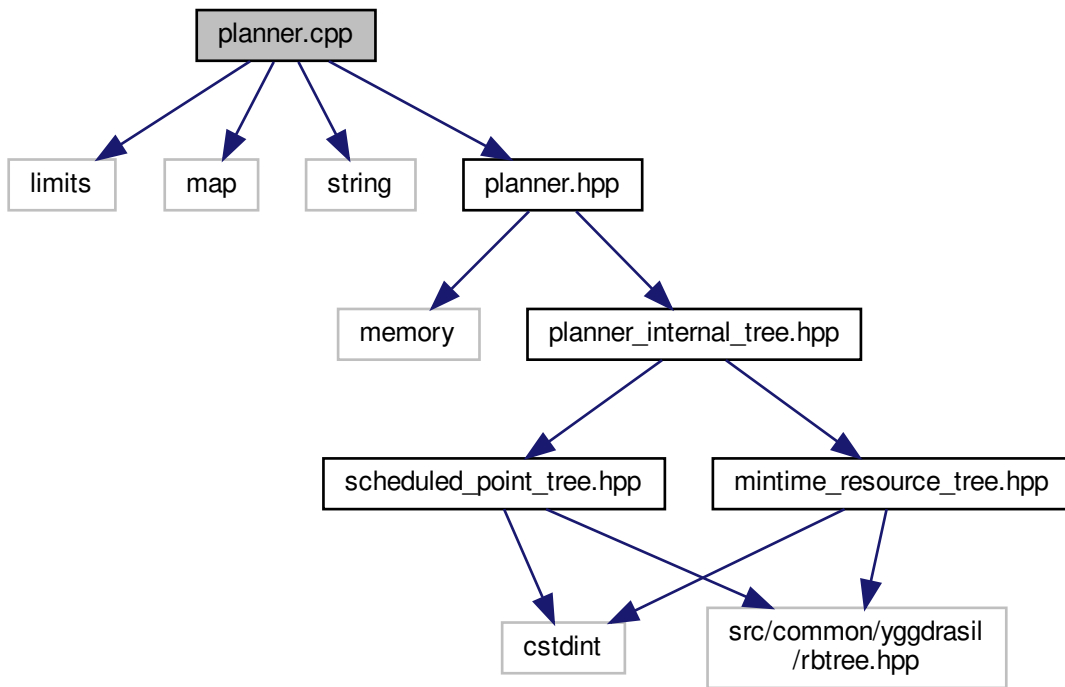 planner.cpp
limits
map
string
planner.hpp
memory
planner_internal_tree.hpp
scheduled_point_tree.hpp
mintime_resource_tree.hpp
cstdint
src/common/yggdrasil
/rbtree.hpp